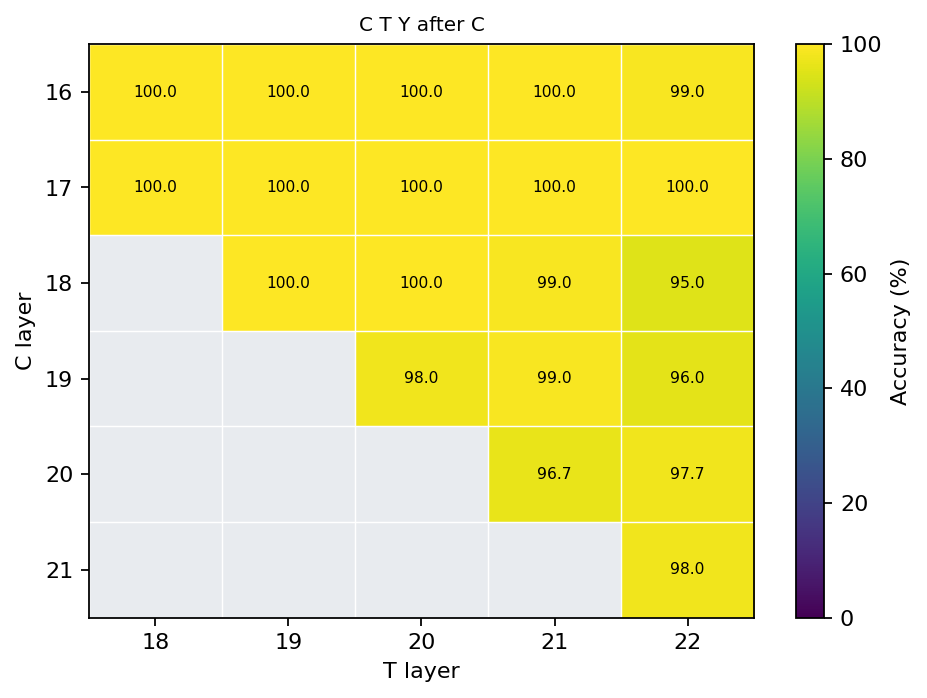 C T Y after C
16 100.0 100.0 100.0 100.0 99.0
17 100.0 100.0 100.0 100.0 100.0
18 100.0 100.0 99.0 95.0
19 98.0 99.0 96.0
20 96.7 97.7
21 98.0
18 19 20 21 22
T layer
C layer
100
80
60
40
20
0
Accuracy (%)